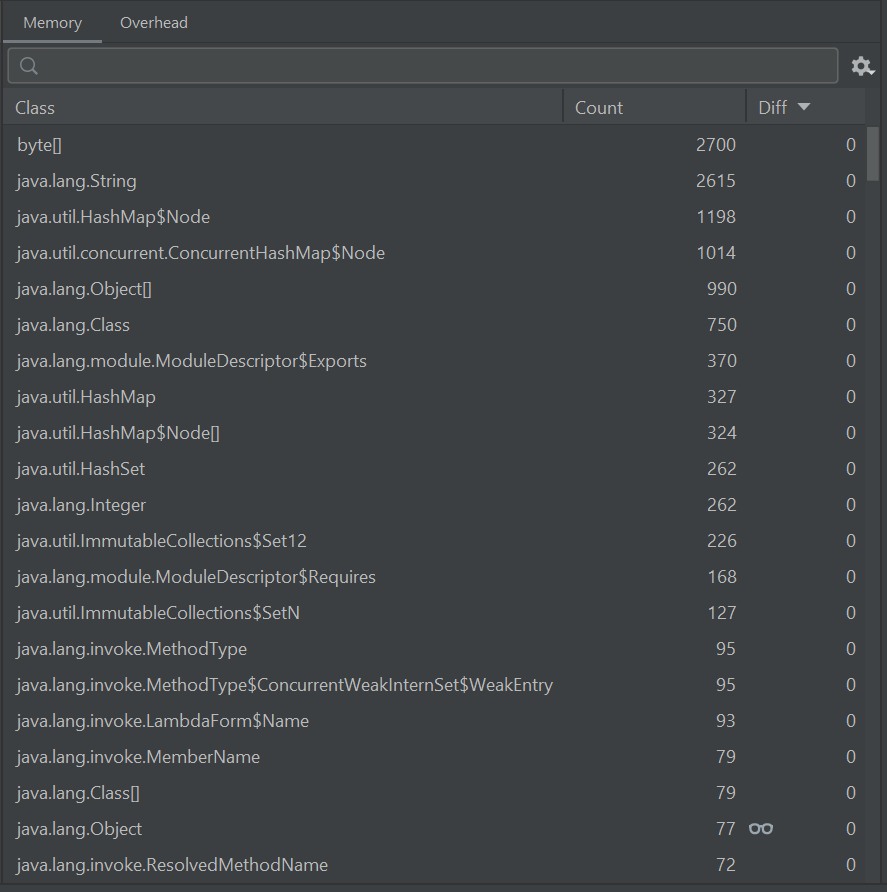 Memory Overhead
Class Count Diff
byte[] 2700 0
java.lang.String 2615 0
java.util.HashMap$Node 1198 0
java.util.concurrent.ConcurrentHashMap$Node 1014 0
java.lang.Object[] 990 0
java.lang.Class 750 0
java.lang.module.ModuleDescriptor$Exports 370 0
java.util.HashMap 327 0
java.util.HashMap$Node[] 324 0
java.util.HashSet 262 0
java.lang.Integer 262 0
java.util.ImmutableCollections$Set12 226 0
java.lang.module.ModuleDescriptor$Requires 168 0
java.util.ImmutableCollections$SetN 127 0
java.lang.invoke.MethodType 95 0
java.lang.invoke.MethodType$ConcurrentWeakInternSet$WeakEntry 95 0
java.lang.invoke.LambdaForm$Name 93 0
java.lang.invoke.MemberName 79 0
java.lang.Class[] 79 0
java.lang.Object 77 0
java.lang.invoke.ResolvedMethodName 72 0